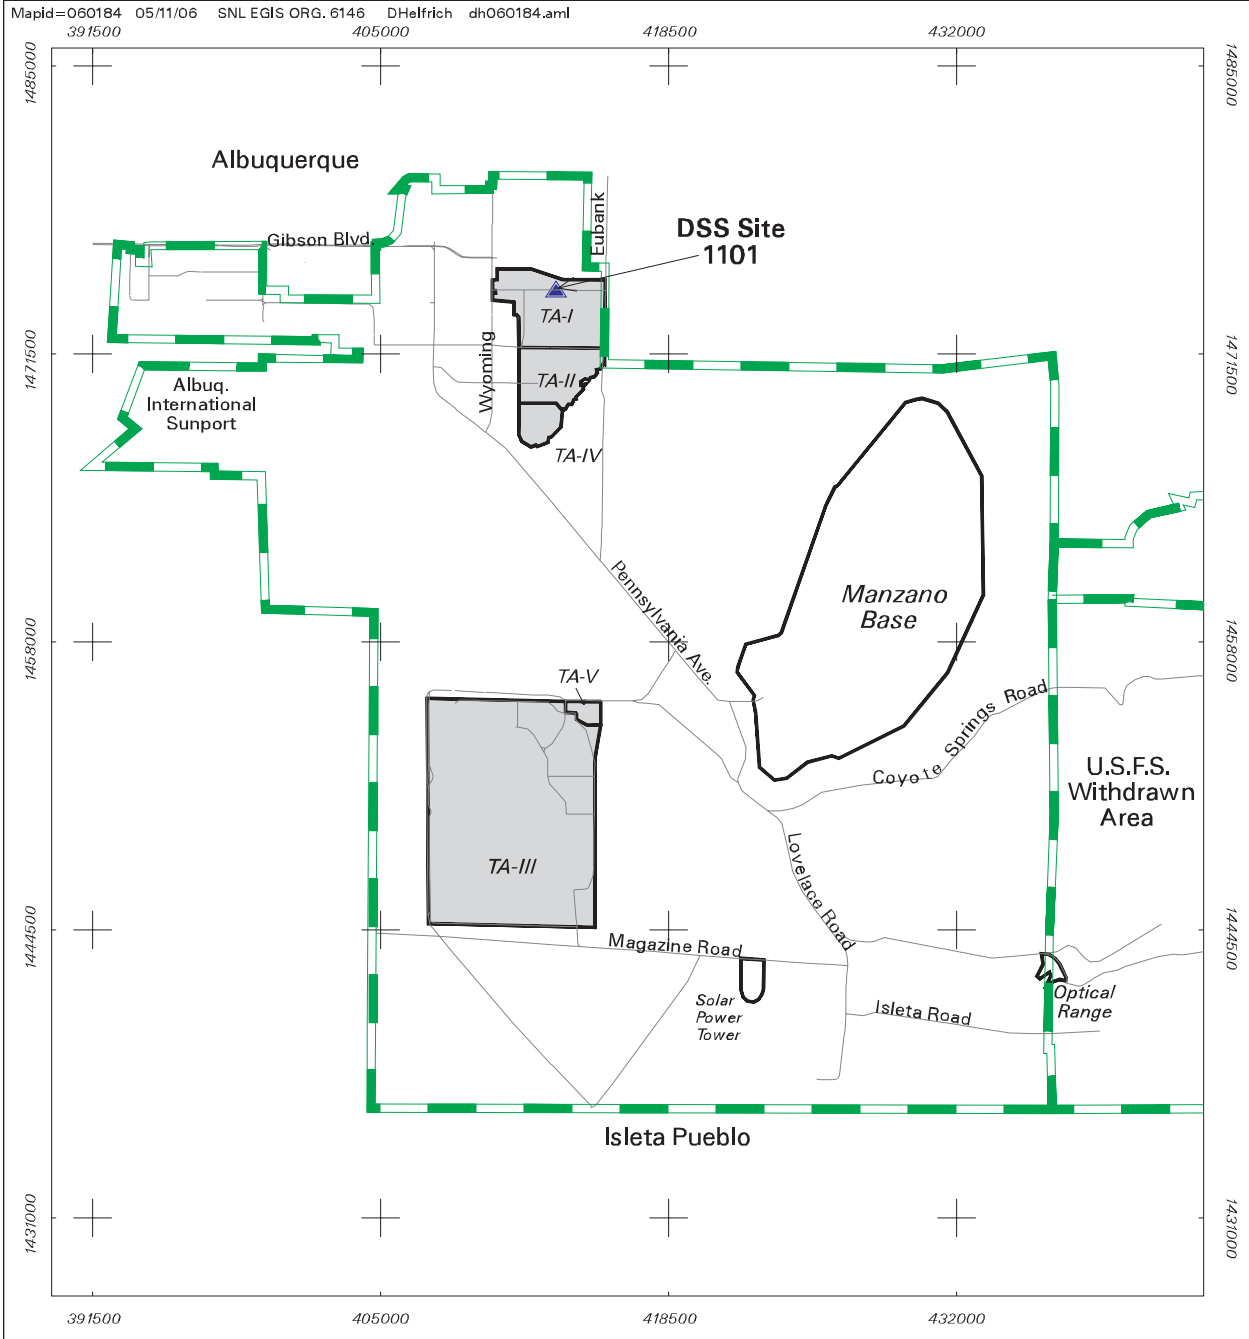 Mapid=060184 05/11/06 SNL EGIS ORG. 6146 DHelfrich dh060184.aml
391500 405000 418500 432000
1485000 1485000
Albuquerque
Gibson Blvd.
Eubank
DSS Site
1101
TA-I
Wyoming
1471500 1471500
TA-II
Albuq.
International
Sunport
TA-IV
Pennsylvania Ave.
Manzano
Base
1458000 1458000
TA-V
Coyote Springs Road
U.S.F.S.
Withdrawn
Area
TA-III
Lovelace Road
1444500 1444500
Magazine Road
Solar
Power
Tower
Isleta Road
Optical
Range
Isleta Pueblo
1431000 1431000
391500 405000 418500 432000